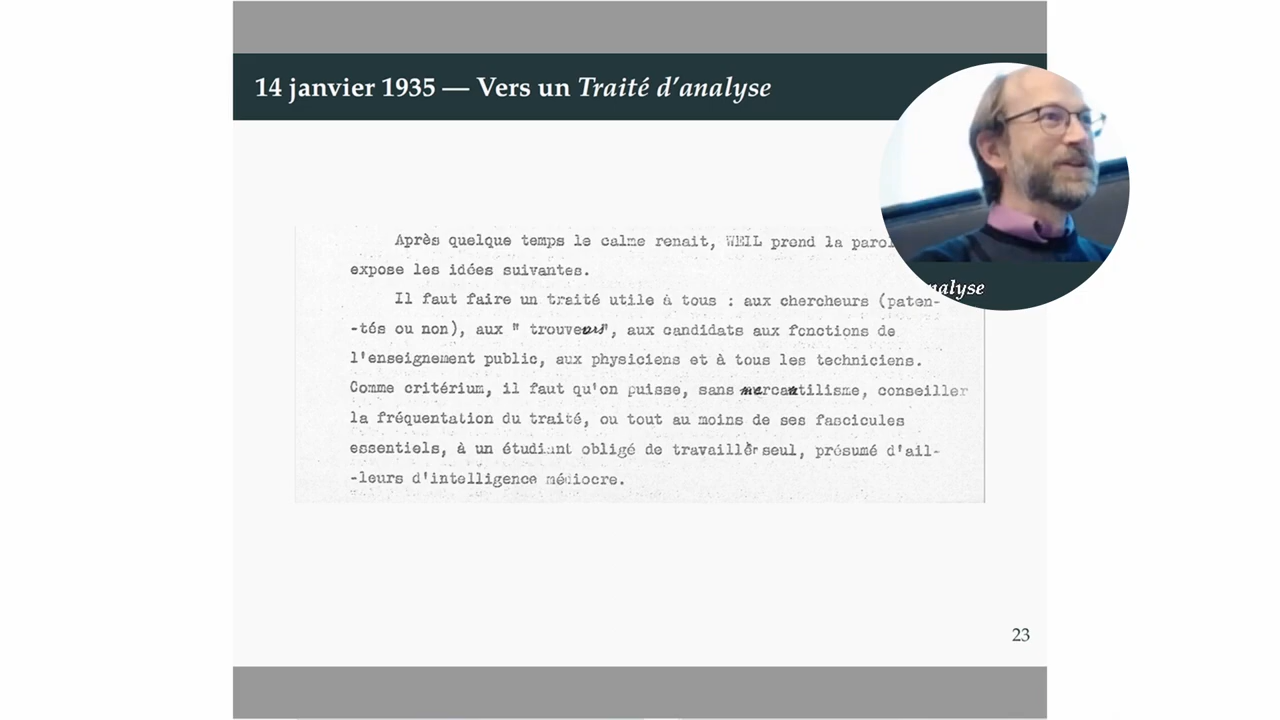 14 janvier 1935 — Vers un Traité d'analyse
Après quelque temps le calme renait, WEIL prend la parol
expose les idées suivantes.
Il faut faire un traité utile à tous : aux chercheurs (paten-
-tés ou non), aux " trouveurs", aux candidats aux fonctions de
l'enseignement public, aux physiciens et à tous les techniciens.
Comme critérium, il faut qu'on puisse, sans mercantilisme, conseiller
la fréquentation du traité, ou tout au moins de ses fascicules
essentiels, à un étudiant obligé de travailler seul, présumé d'ail-
-leurs d'intelligence médiocre.
nalyse
23